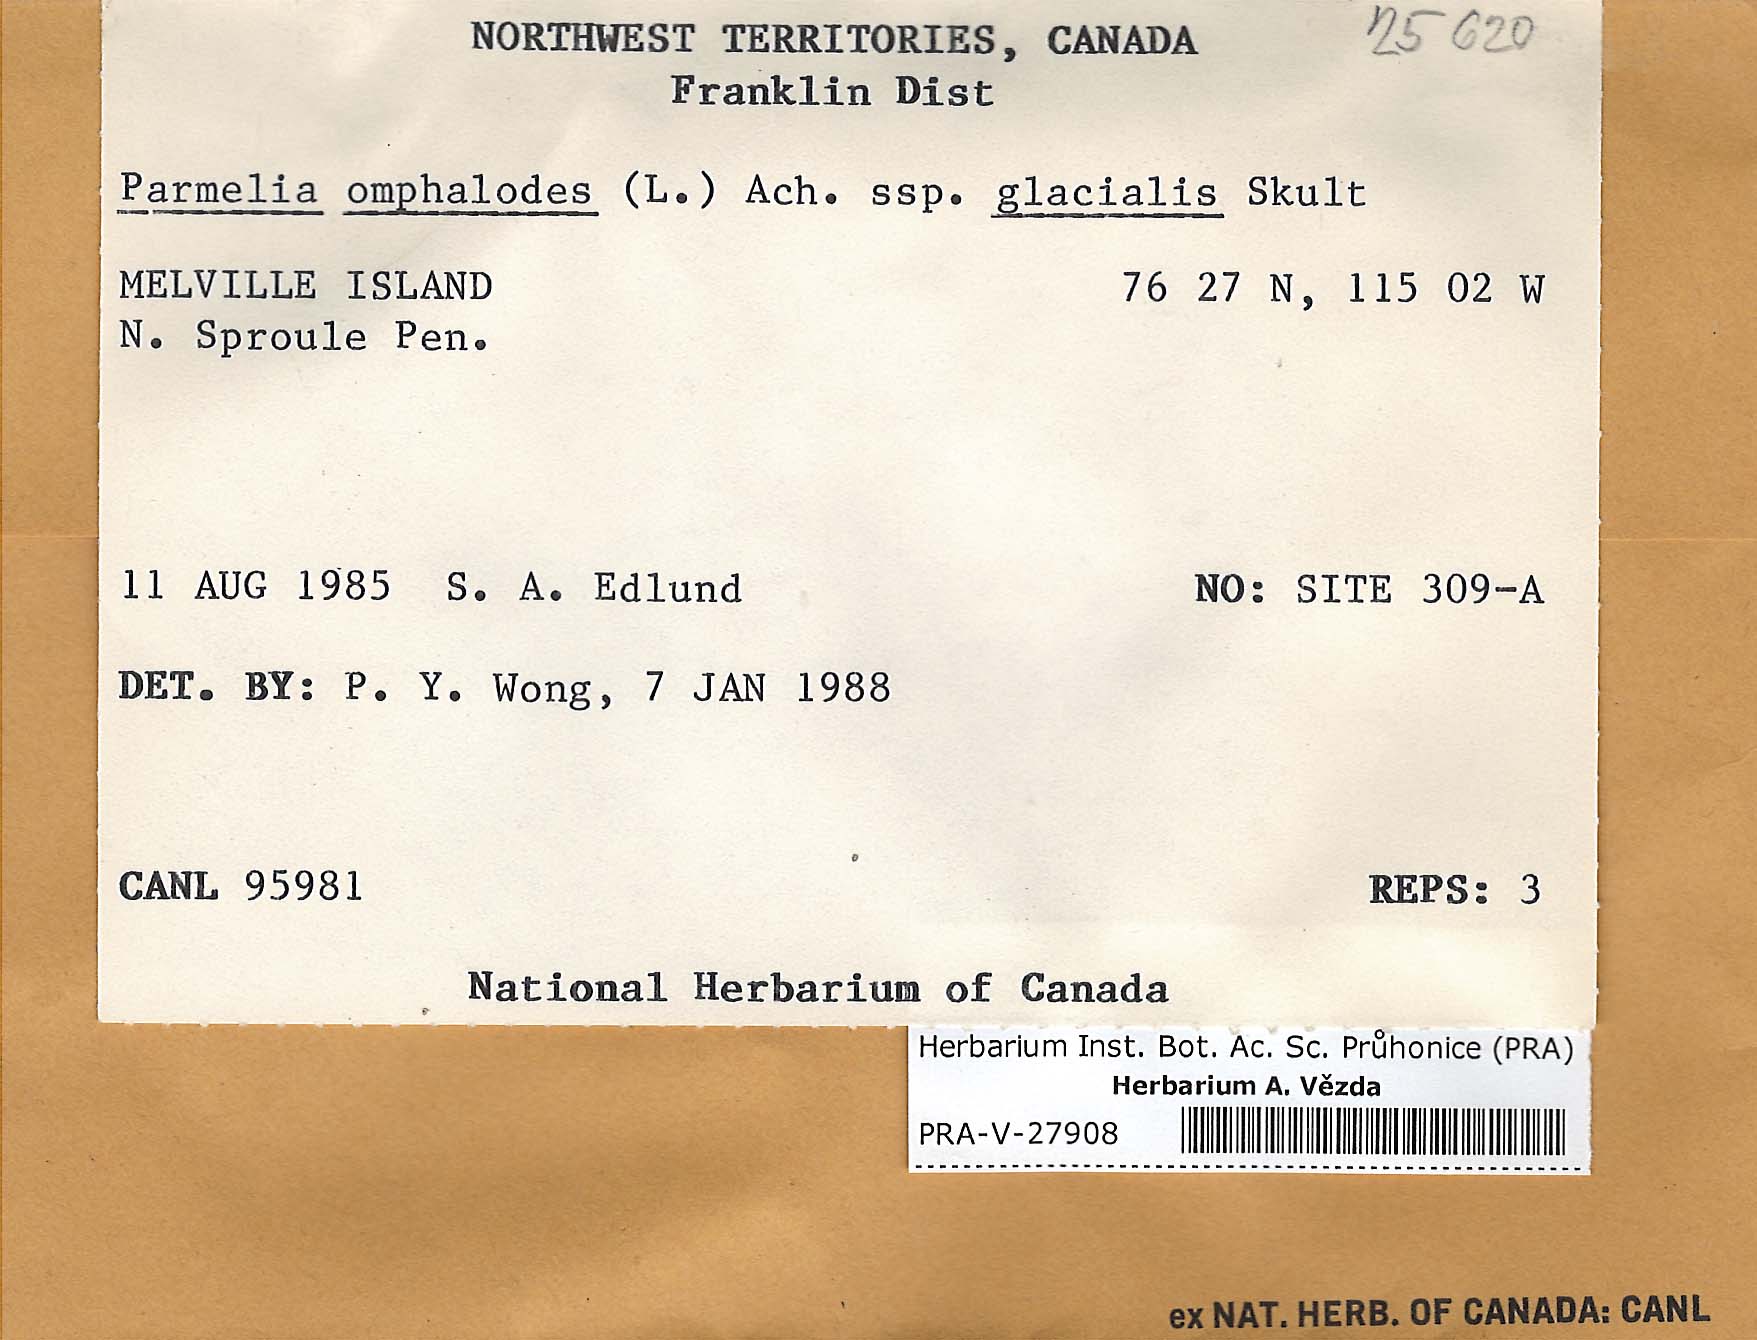 25620
NORTHWEST TERRITORIES, CANADA
Franklin Dist
Parmelia omphalodes (L.) Ach. ssp. glacialis Skult
MELVILLE ISLAND 76 27 N, 115 02 W
N. Sproule Pen.
11 AUG 1985 S. A. Edlund NO: SITE 309-A
DET. BY: P. Y. Wong, 7 JAN 1988
CANL 95981 REPS: 3
National Herbarium of Canada
Herbarium Inst. Bot. Ac. Sc. Průhonice (PRA)
Herbarium A. Vězda
PRA-V-27908
ex NAT. HERB. OF CANADA: CANL